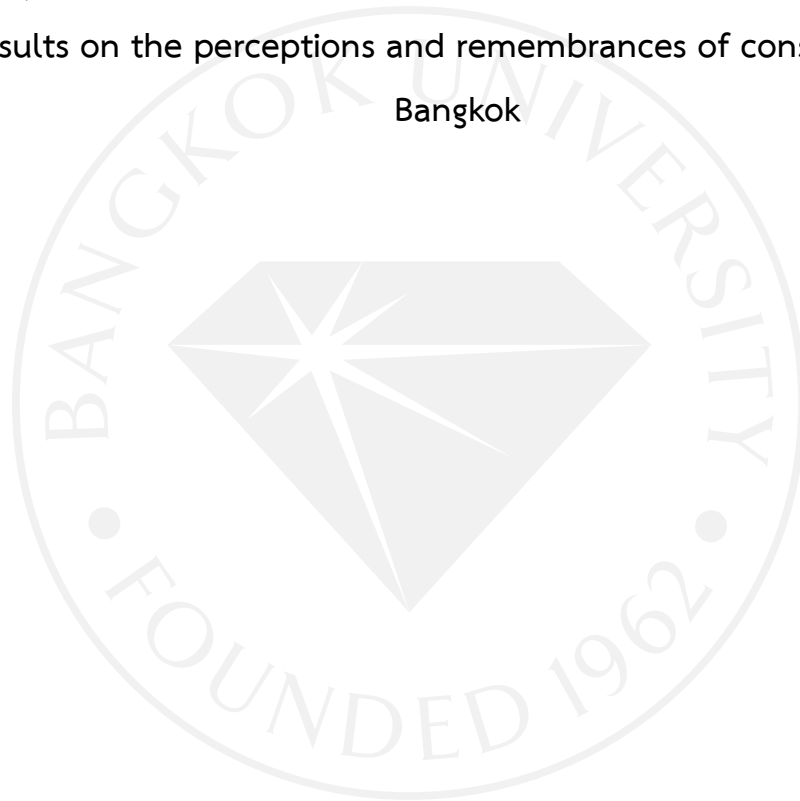 sults on the perceptions and remembrances of cons
Bangkok
BANGKOK UNIVERSITY
FOUNDED 1962